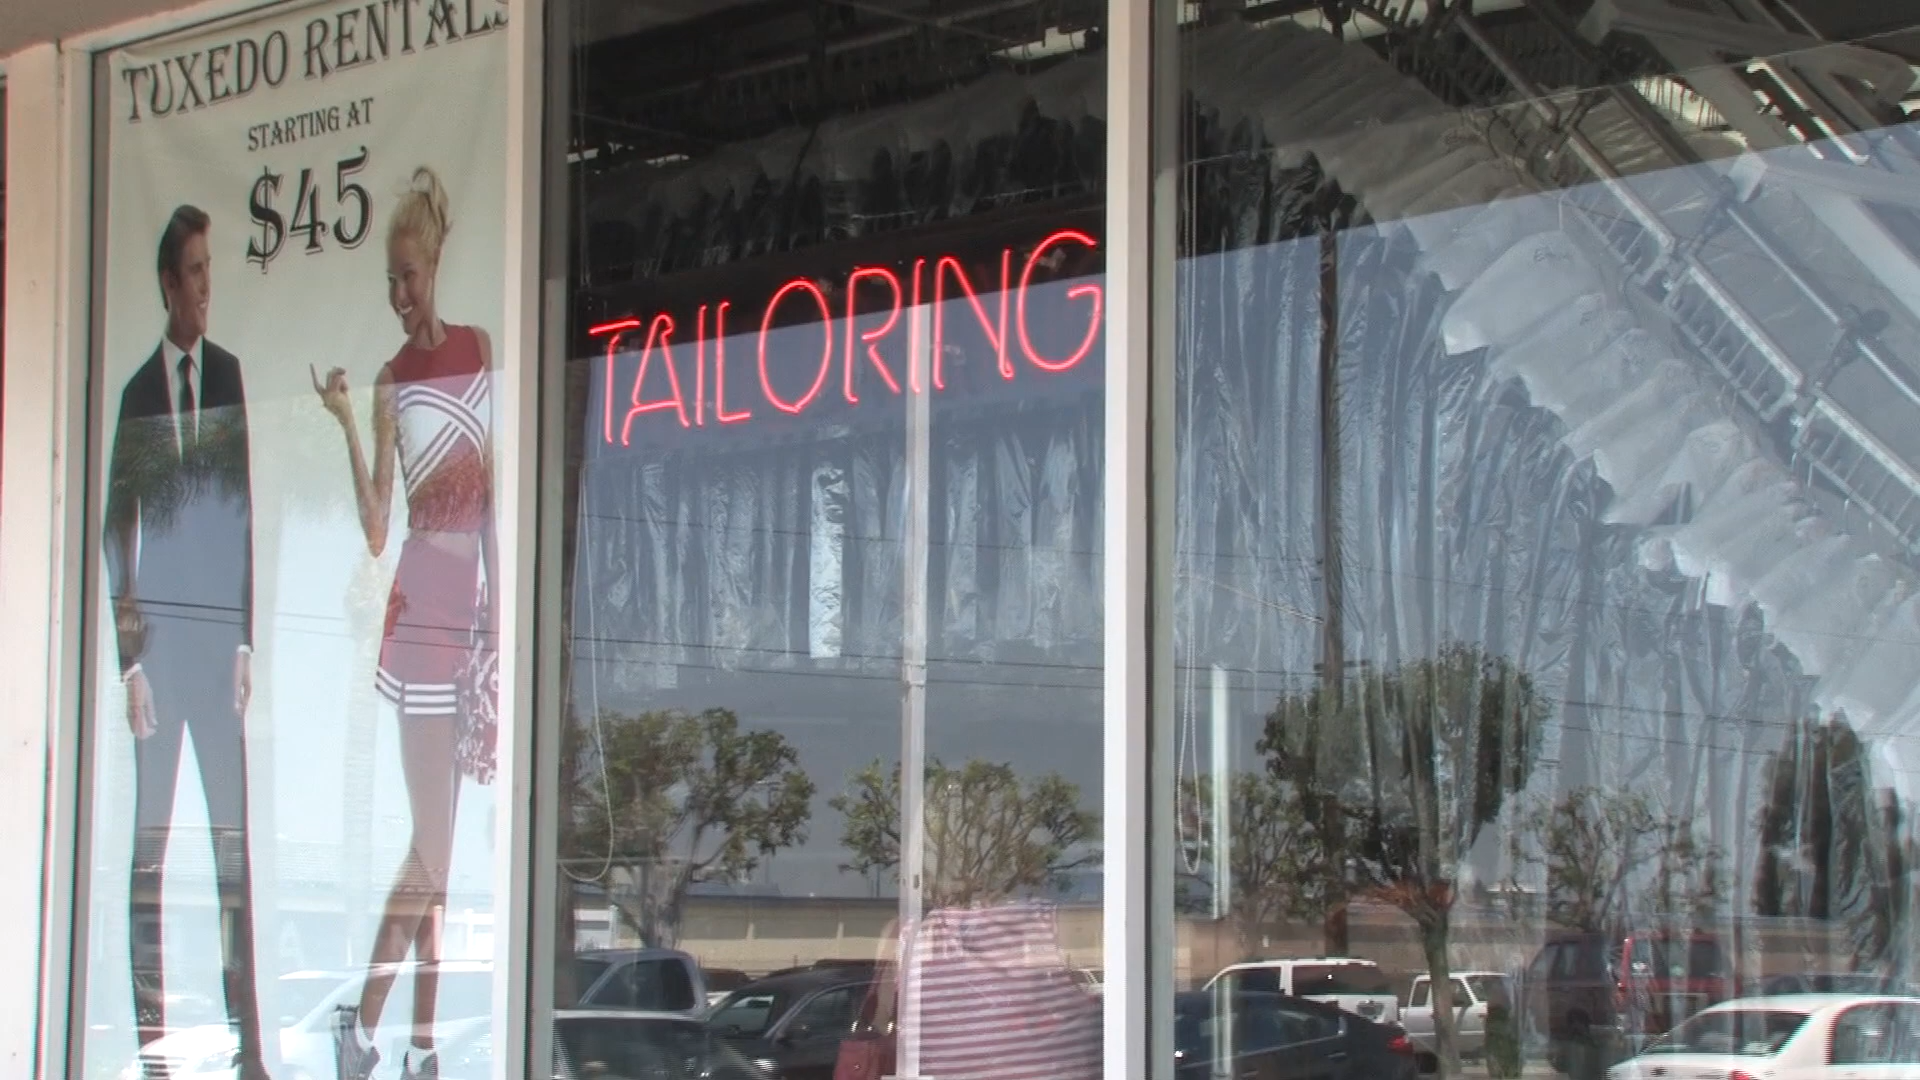 TUXEDO RENTALS
STARTING AT
$45
TAILORING